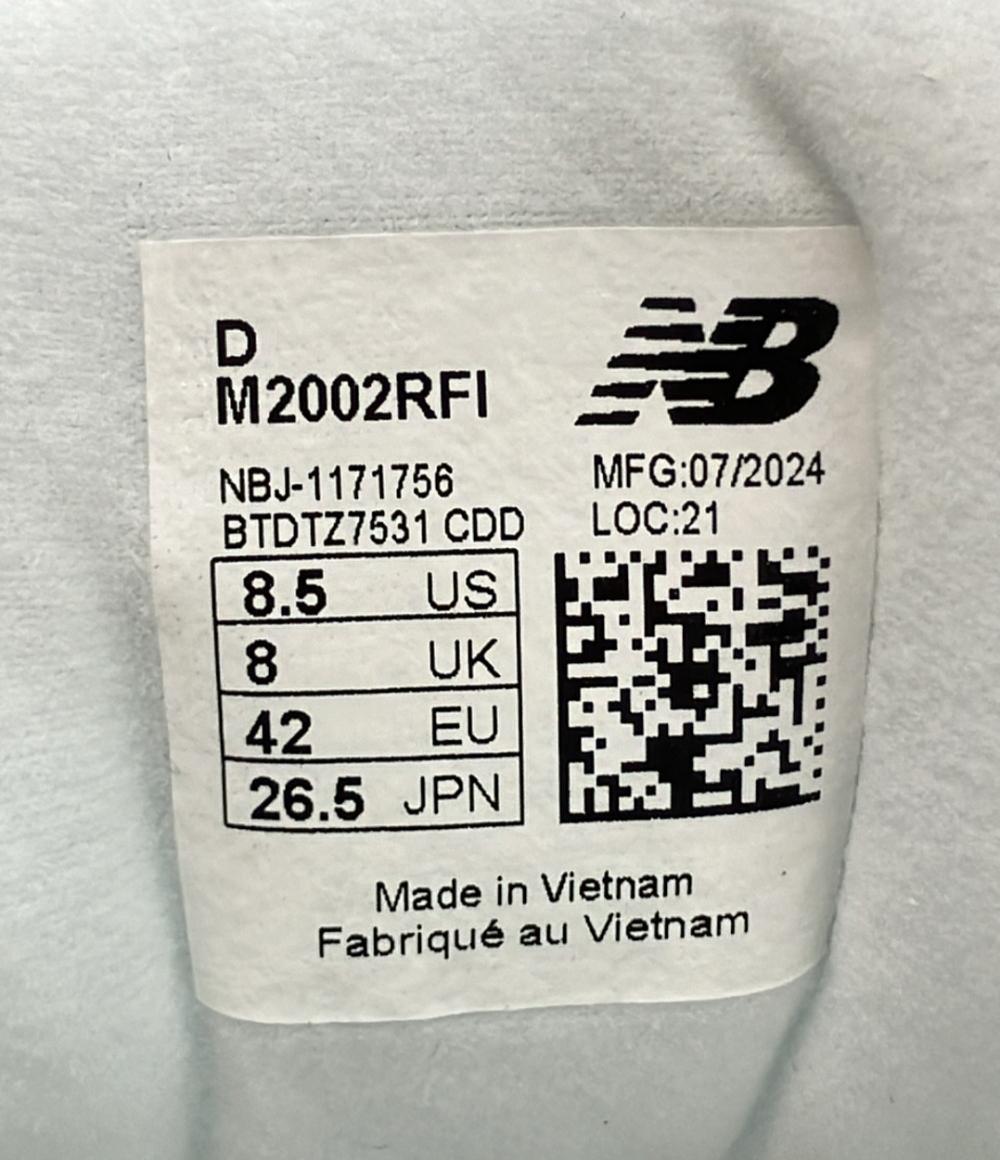 D
M2002RFI
NB
NBJ-1171756
BTDTZ7531 CDD
MFG:07/2024
LOC:21
8.5 US
8 UK
42 EU
26.5 JPN
Made in Vietnam
Fabriqué au Vietnam